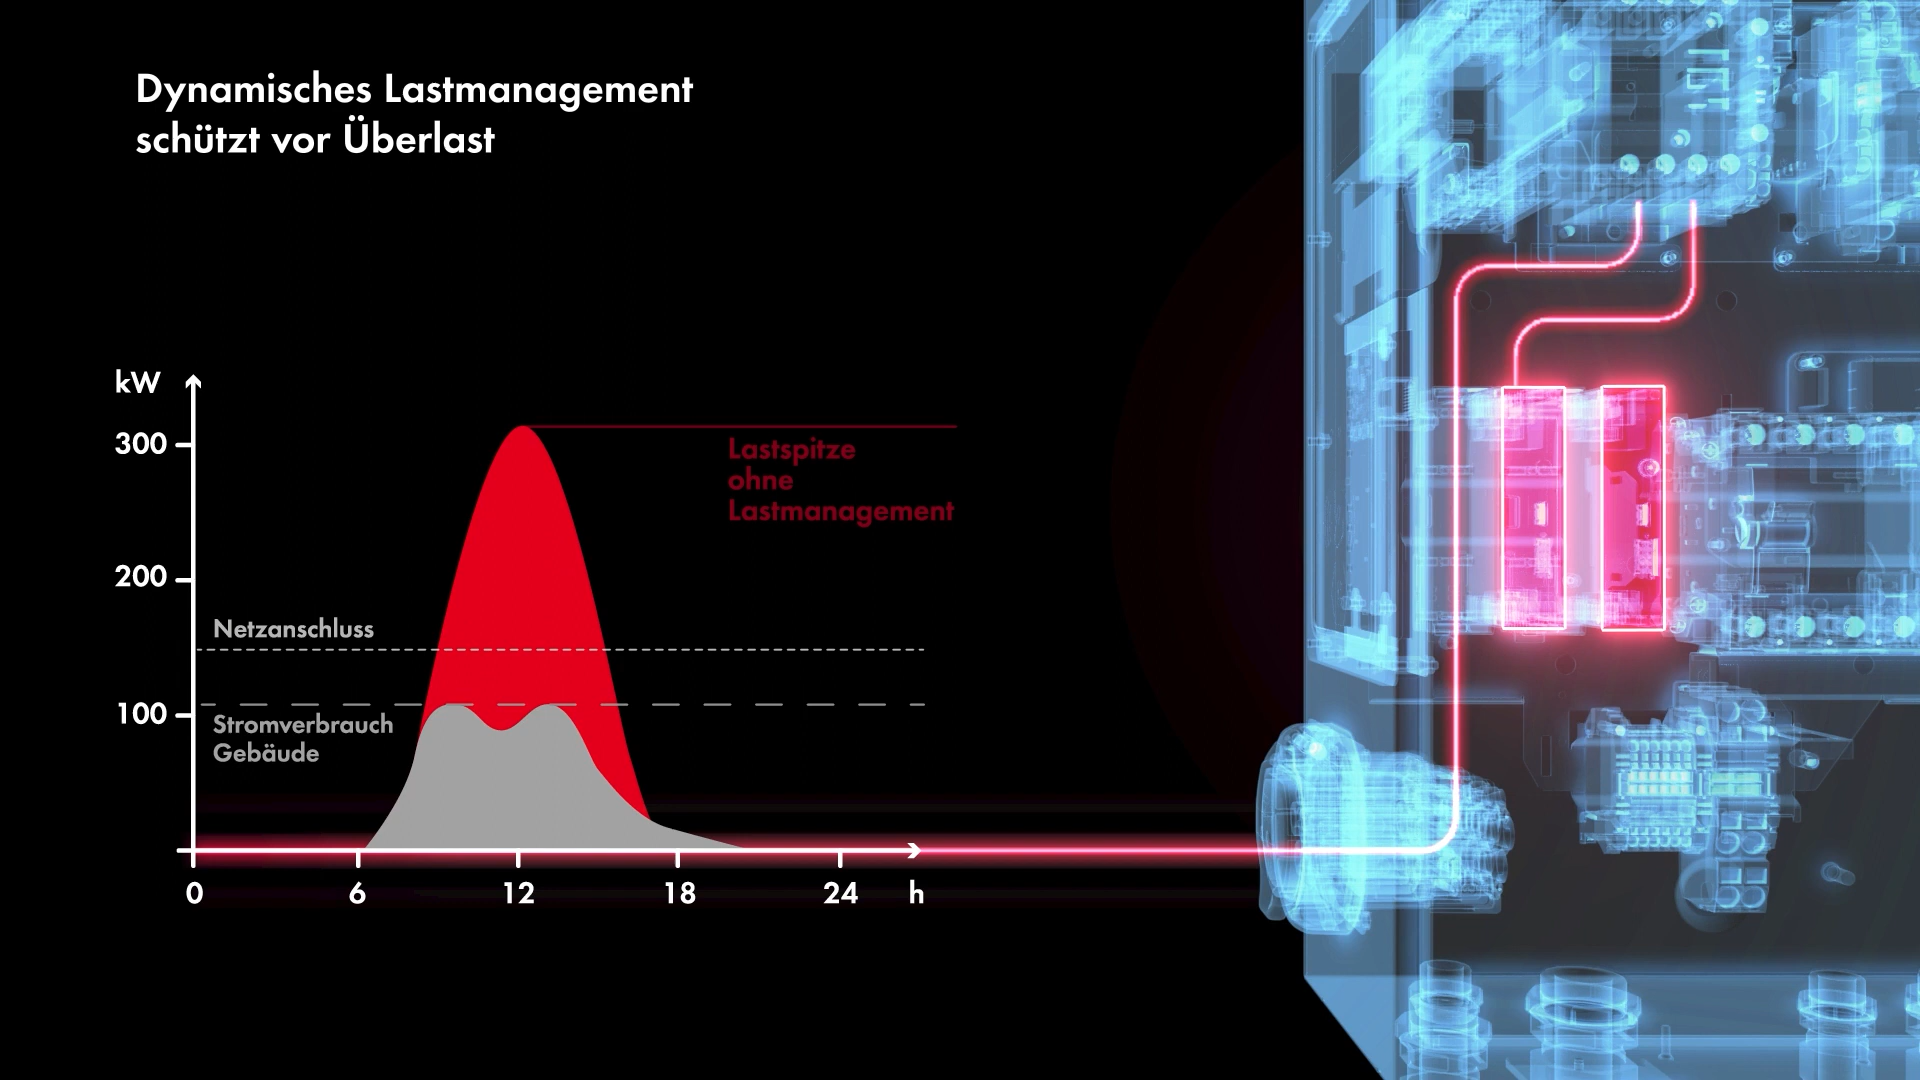 Dynamisches Lastmanagement
schützt vor Überlast
kW
300
200
100
Lastspitze
ohne
Lastmanagement
Netzanschluss
Stromverbrauch
Gebäude
0 6 12 18 24 h